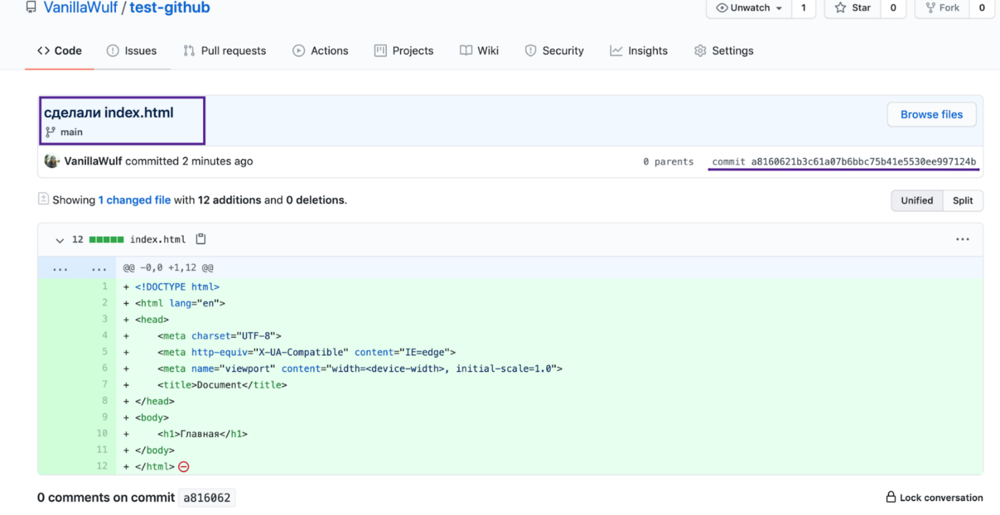 VanillaWulf / test-github
Unwatch 1 Star 0 Fork 0
<> Code Issues Pull requests Actions Projects Wiki Security Insights Settings
сделали index.html
Browse files
main
VanillaWulf committed 2 minutes ago
0 parents commit a8160621b3c61a07b6bbc75b41e5530ee997124b
Showing 1 changed file with 12 additions and 0 deletions.
Unified Split
12 index.html ...
... ... @@ -0,0 +1,12 @@
1 + <!DOCTYPE html>
2 + <html lang="en">
3 + <head>
4 + <meta charset="UTF-8">
5 + <meta http-equiv="X-UA-Compatible" content="IE=edge">
6 + <meta name="viewport" content="width=<device-width>, initial-scale=1.0">
7 + <title>Document</title>
8 + </head>
9 + <body>
10 + <h1>Главная</h1>
11 + </body>
12 + </html>
0 comments on commit a816062
Lock conversation